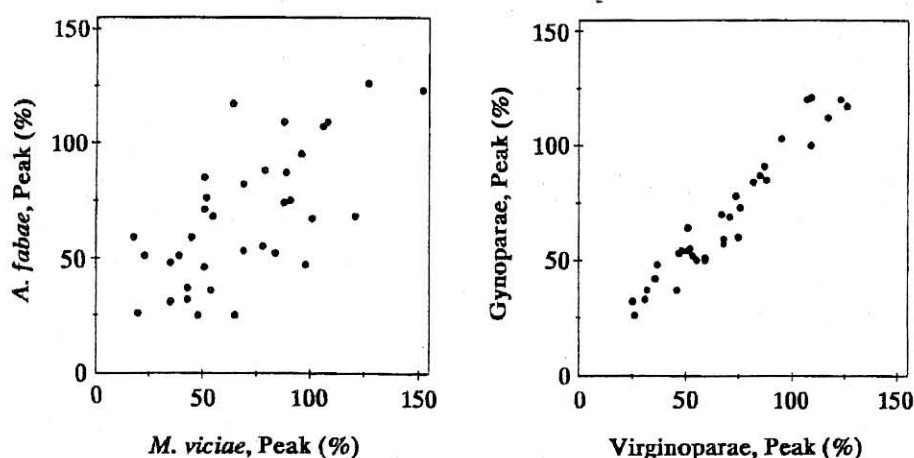 150
100
50
0
0 50 100 150
A. fabae, Peak (%)
M. viciae, Peak (%)
150
100
50
0
0 50 100 150
Gynoparae, Peak (%)
Virginoparae, Peak (%)